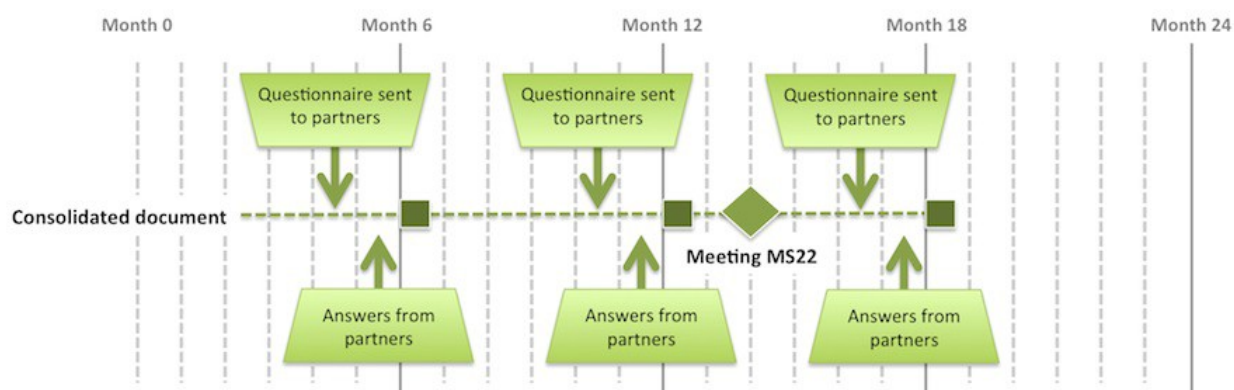 Month 0
Month 6
Month 12
Month 18
Month 24
Questionnaire sent
to partners
Questionnaire sent
to partners
Questionnaire sent
to partners
Consolidated document
Meeting MS22
Answers from
partners
Answers from
partners
Answers from
partners